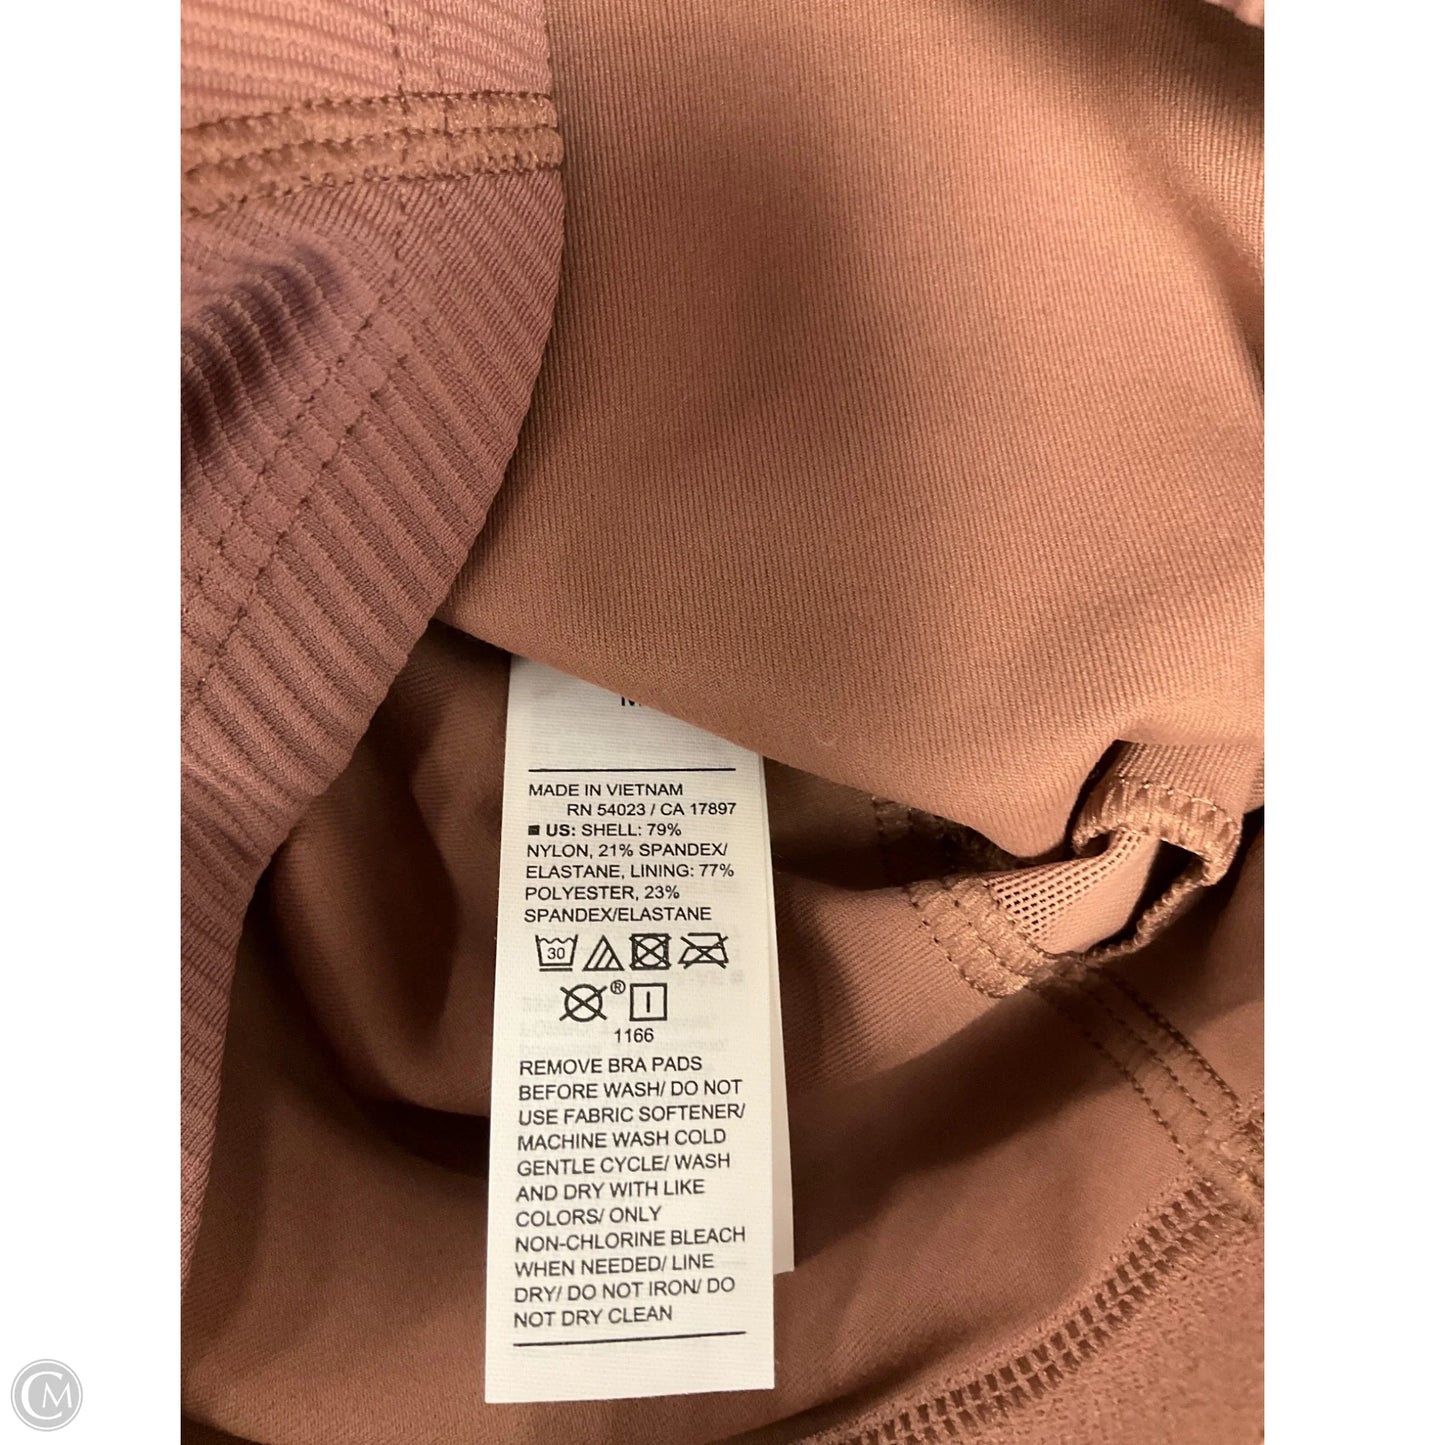 M
MADE IN VIETNAM
RN 54023 / CA 17897
US: SHELL: 79%
NYLON, 21% SPANDEX/
ELASTANE, LINING: 77%
POLYESTER, 23%
SPANDEX/ELASTANE
30
®
1166
REMOVE BRA PADS
BEFORE WASH/ DO NOT
USE FABRIC SOFTENER/
MACHINE WASH COLD
GENTLE CYCLE/ WASH
AND DRY WITH LIKE
COLORS/ ONLY
NON-CHLORINE BLEACH
WHEN NEEDED/ LINE
DRY/ DO NOT IRON/ DO
NOT DRY CLEAN
CM